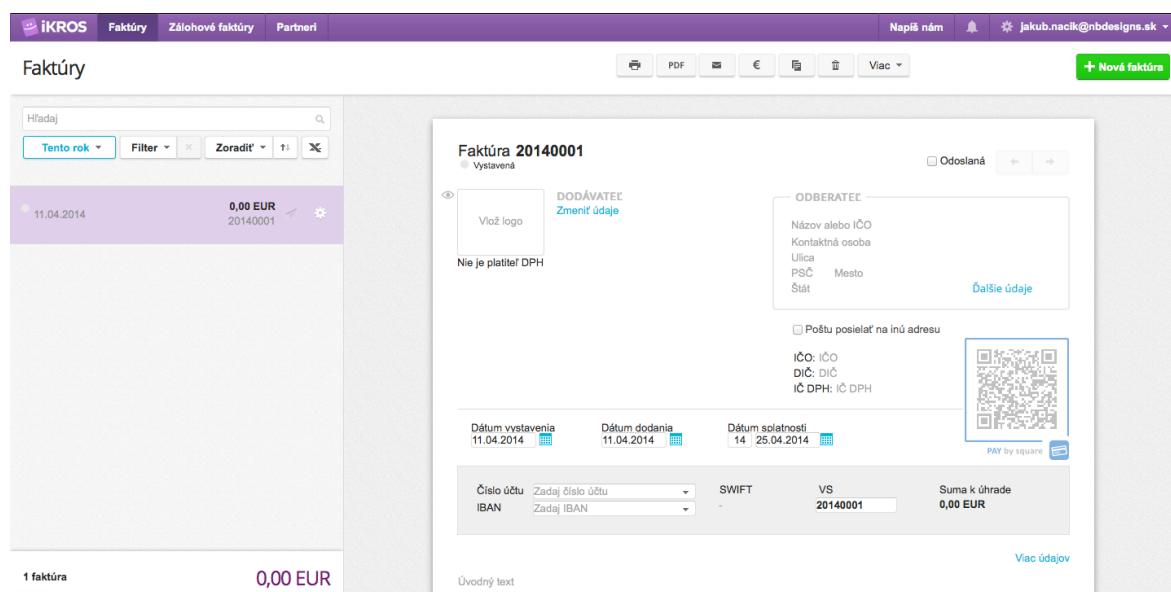 iKROS Faktúry Zálohové faktúry Partneri Napíš nám jakub.nacik@nbdesigns.sk
Faktúry PDF € Viac + Nová faktúra
Hľadaj
Tento rok Filter × Zoradiť
11.04.2014 0,00 EUR
20140001
1 faktúra 0,00 EUR
Faktúra 20140001
Vystavená
Odoslaná
Vlož logo
DODÁVATEĽ
Zmeniť údaje
Nie je platiteľ DPH
ODBERATEĽ
Názov alebo IČO
Kontaktná osoba
Ulica
PSČ Mesto
Štát Ďalšie údaje
Poštu posielať na inú adresu
IČO: IČO
DIČ: DIČ
IČ DPH: IČ DPH
PAY by square
Dátum vystavenia Dátum dodania Dátum splatnosti
11.04.2014 11.04.2014 14 25.04.2014
Číslo účtu Zadaj číslo účtu SWIFT VS Suma k úhrade
IBAN Zadaj IBAN - 20140001 0,00 EUR
Viac údajov
Úvodný text